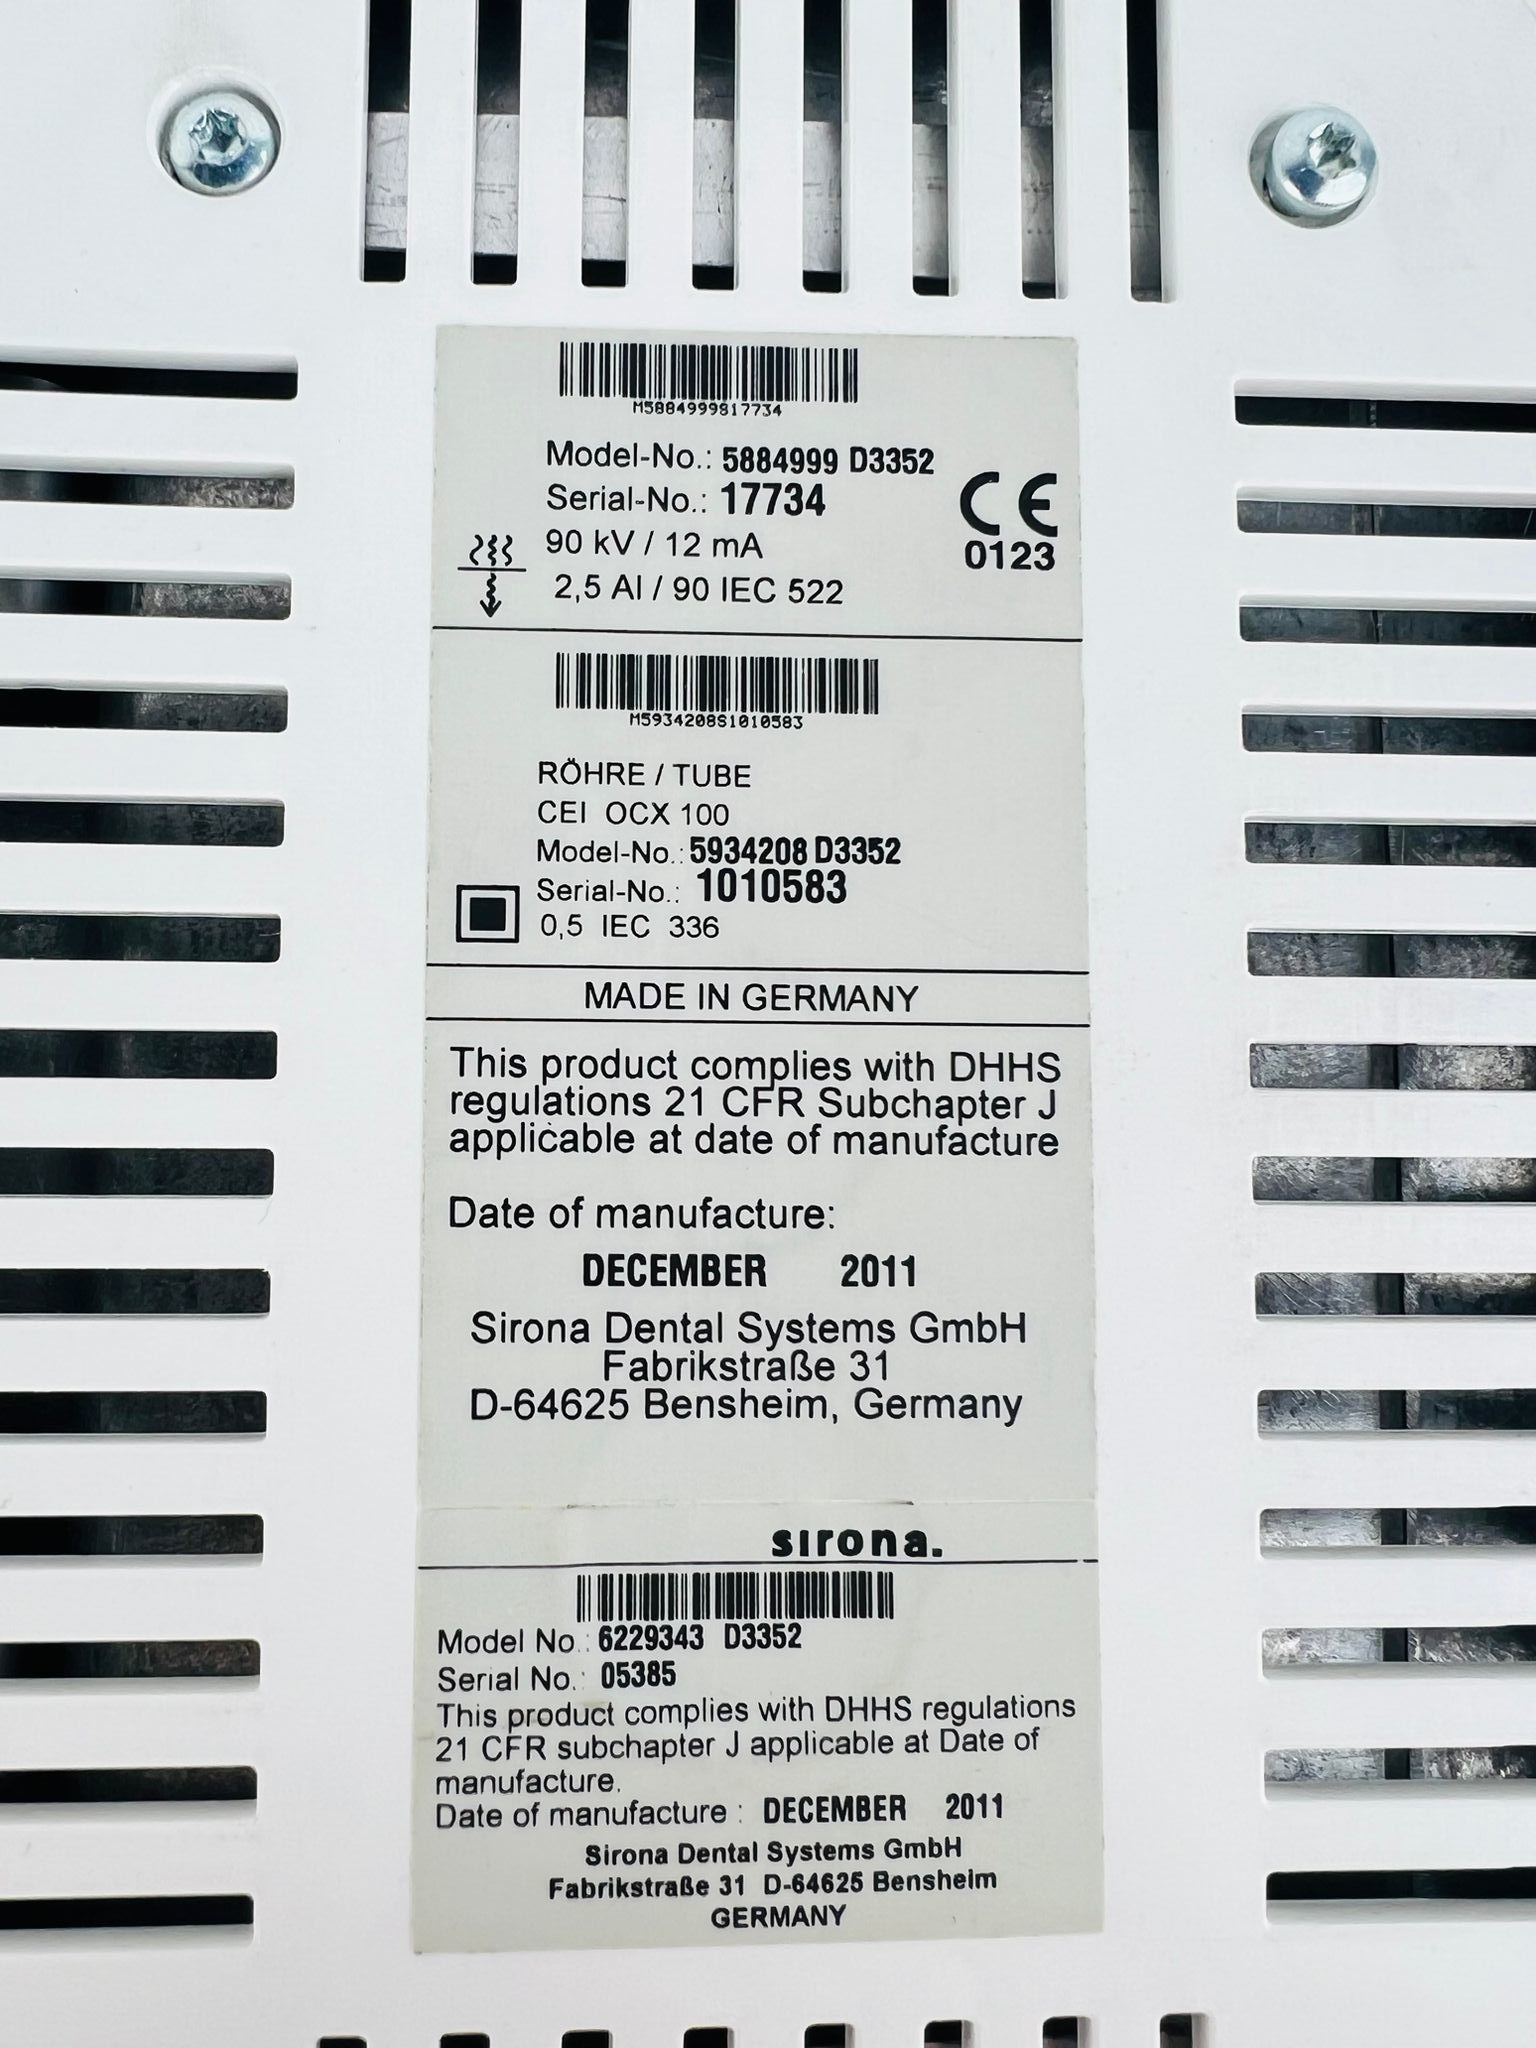 M5884999S17734
Model-No.: 5884999 D3352
Serial-No.: 17734
90 kV / 12 mA
2,5 Al / 90 IEC 522
CE
0123
M5934208S1010583
RÖHRE / TUBE
CEI OCX 100
Model-No.: 5934208 D3352
Serial-No.: 1010583
0,5 IEC 336
MADE IN GERMANY
This product complies with DHHS
regulations 21 CFR Subchapter J
applicable at date of manufacture
Date of manufacture:
DECEMBER 2011
Sirona Dental Systems GmbH
Fabrikstraße 31
D-64625 Bensheim, Germany
sirona.
Model No.: 6229343 D3352
Serial No.: 05385
This product complies with DHHS regulations
21 CFR subchapter J applicable at Date of
manufacture.
Date of manufacture : DECEMBER 2011
Sirona Dental Systems GmbH
Fabrikstraße 31 D-64625 Bensheim
GERMANY